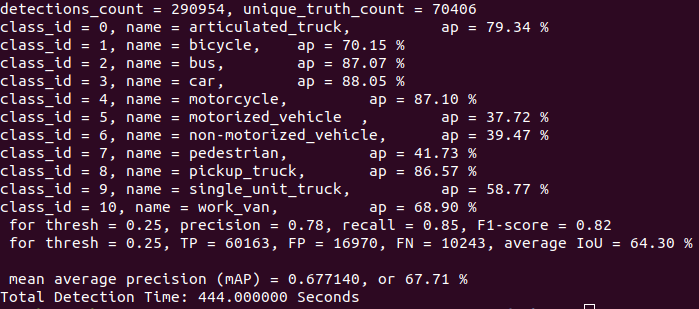 detections_count = 290954, unique_truth_count = 70406
class_id = 0, name = articulated_truck, ap = 79.34 %
class_id = 1, name = bicycle, ap = 70.15 %
class_id = 2, name = bus, ap = 87.07 %
class_id = 3, name = car, ap = 88.05 %
class_id = 4, name = motorcycle, ap = 87.10 %
class_id = 5, name = motorized_vehicle , ap = 37.72 %
class_id = 6, name = non-motorized_vehicle, ap = 39.47 %
class_id = 7, name = pedestrian, ap = 41.73 %
class_id = 8, name = pickup_truck, ap = 86.57 %
class_id = 9, name = single_unit_truck, ap = 58.77 %
class_id = 10, name = work_van, ap = 68.90 %
for thresh = 0.25, precision = 0.78, recall = 0.85, F1-score = 0.82
for thresh = 0.25, TP = 60163, FP = 16970, FN = 10243, average IoU = 64.30 %
mean average precision (mAP) = 0.677140, or 67.71 %
Total Detection Time: 444.000000 Seconds